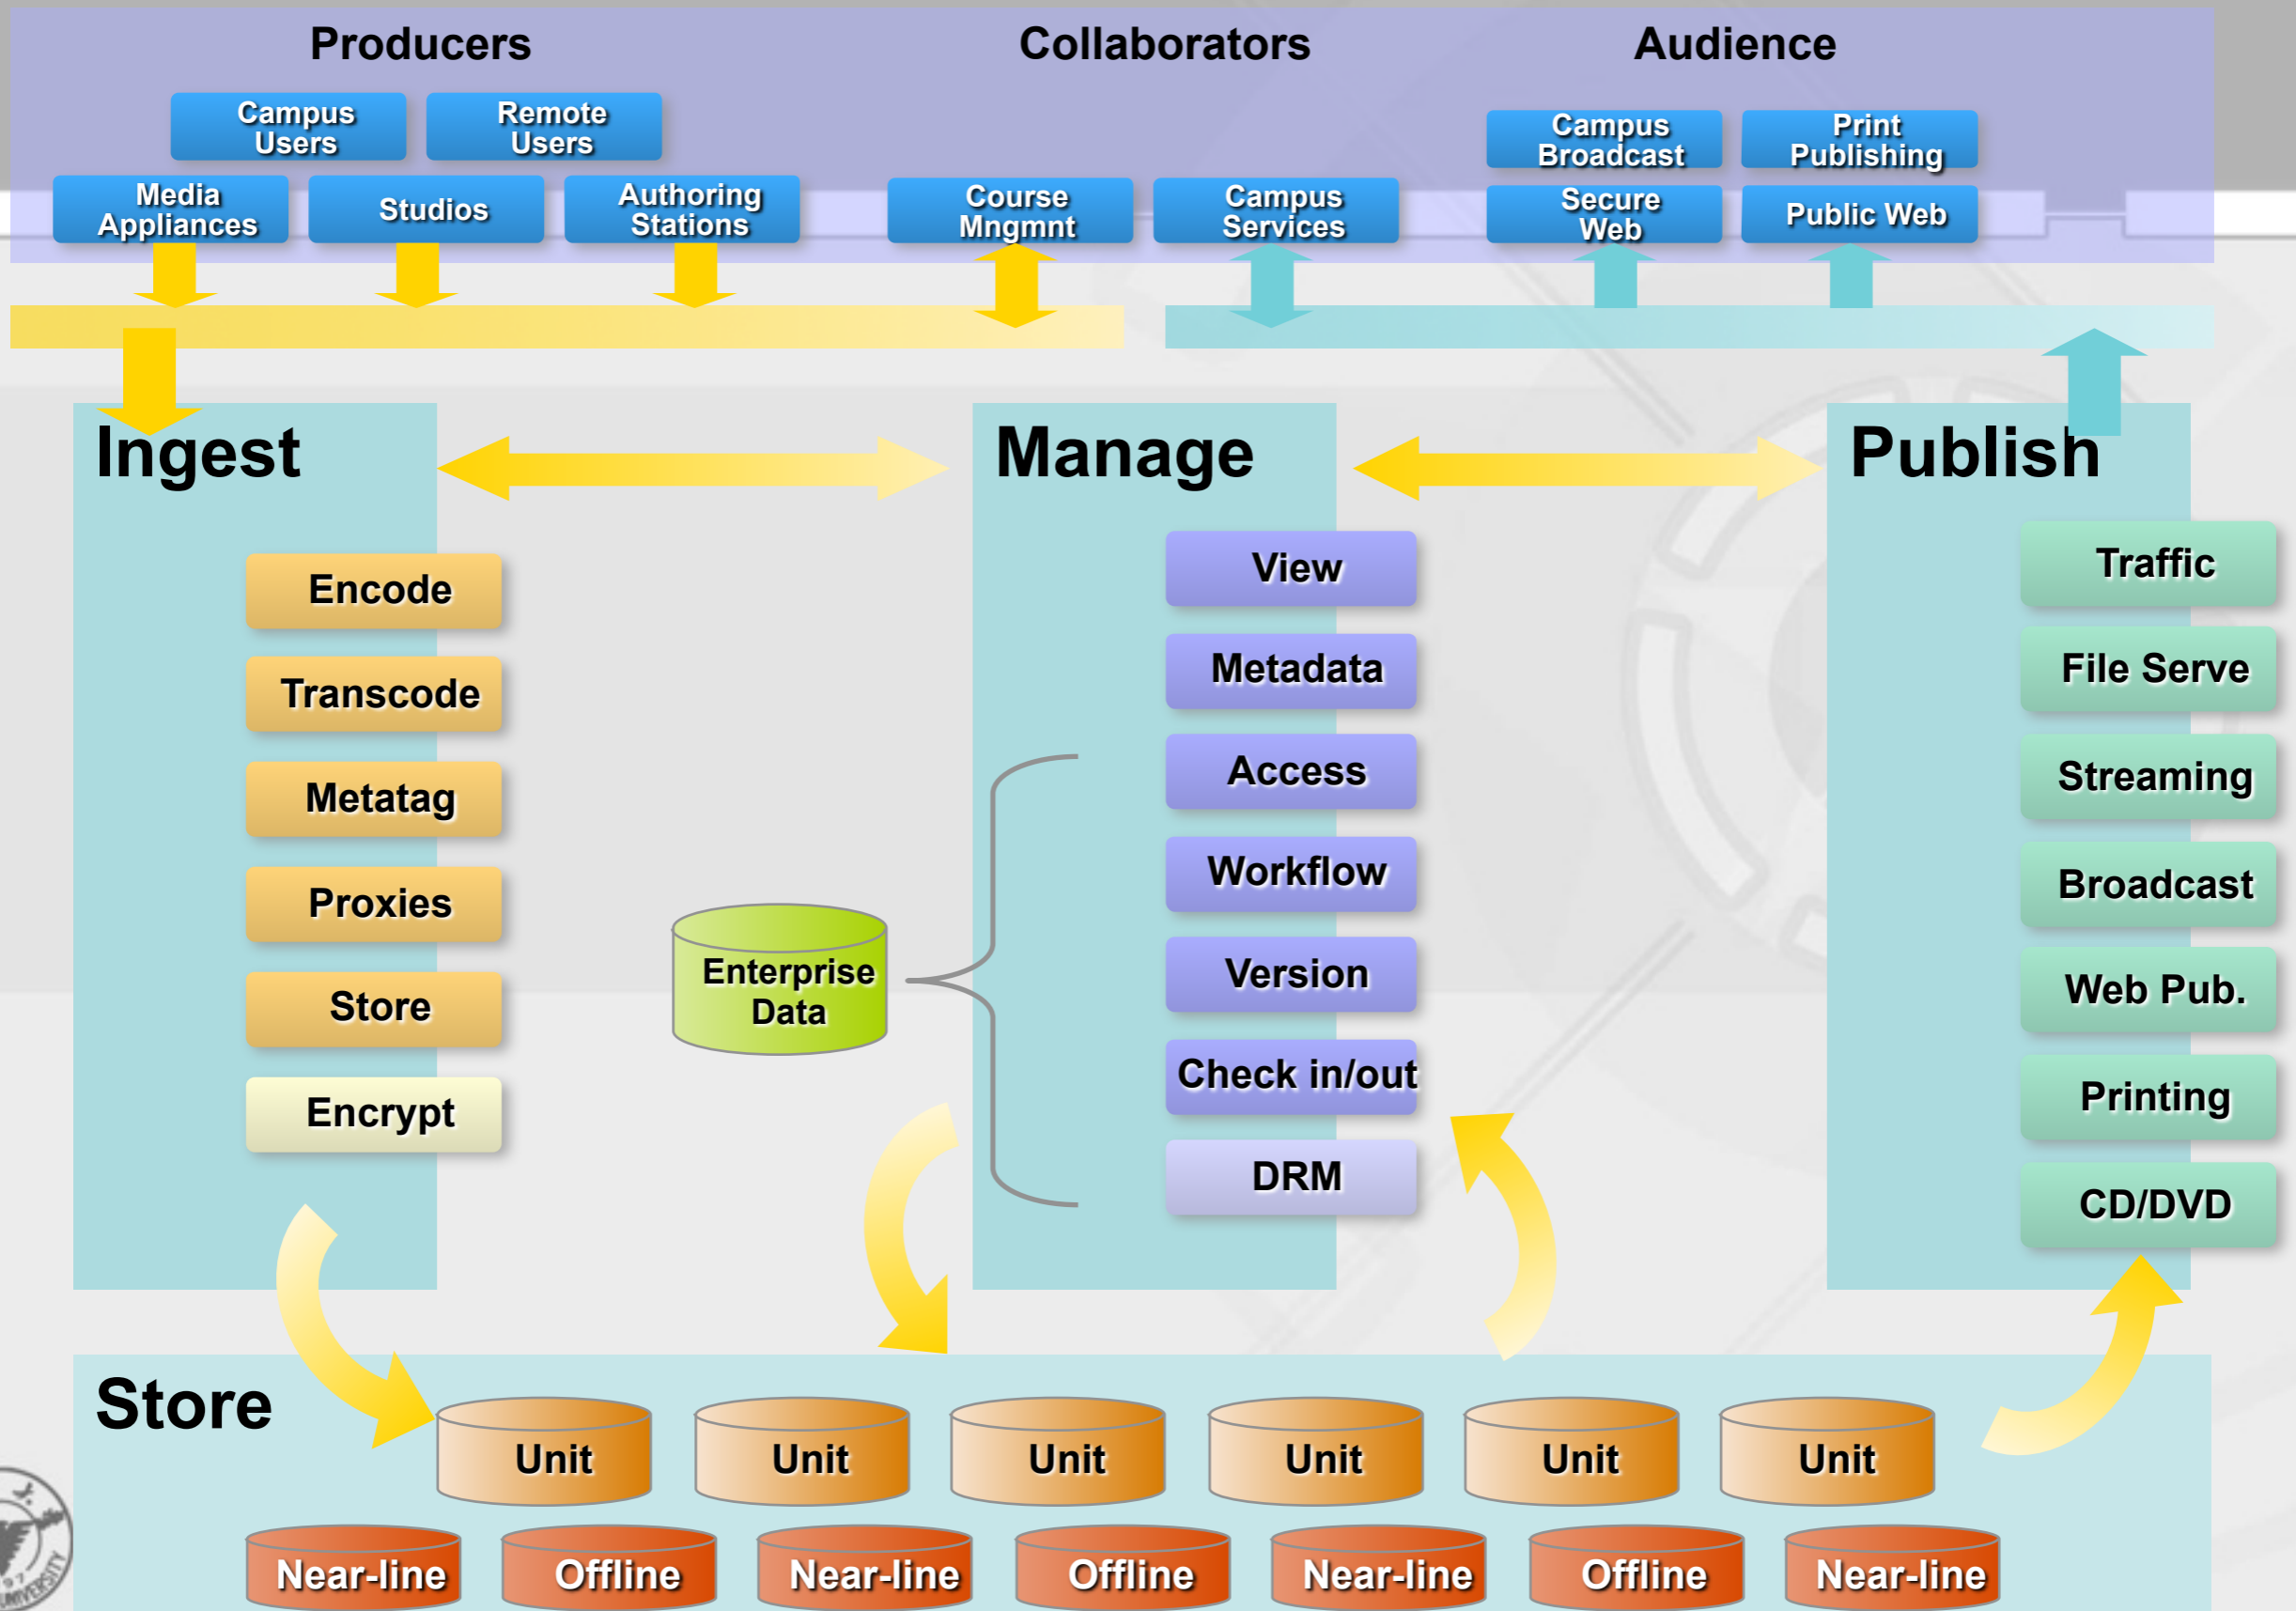 Producers
Collaborators
Audience
Campus
Users
Remote
Users
Media
Appliances
Studios
Authoring
Stations
Course
Mngmnt
Campus
Services
Campus
Broadcast
Print
Publishing
Secure
Web
Public Web
Ingest
Encode
Transcode
Metatag
Proxies
Store
Encrypt
Enterprise
Data
Manage
View
Metadata
Access
Workflow
Version
Check in/out
DRM
Publish
Traffic
File Serve
Streaming
Broadcast
Web Pub.
Printing
CD/DVD
Store
Unit
Unit
Unit
Unit
Unit
Unit
Near-line
Offline
Near-line
Offline
Near-line
Offline
Near-line
UNIVERSITY